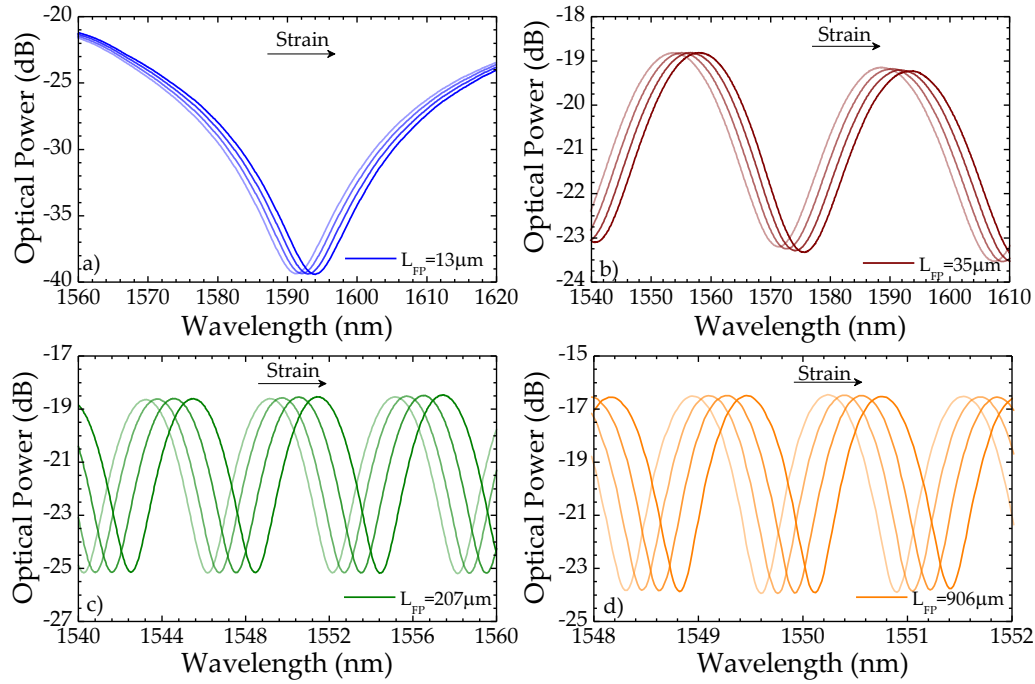 -20
-25
-30
-35
-40
Optical Power (dB)
Strain
a)
L_FP=13µm
1560 1570 1580 1590 1600 1610 1620
Wavelength (nm)
-18
-19
-20
-21
-22
-23
-24
Optical Power (dB)
Strain
b)
L_FP=35µm
1540 1550 1560 1570 1580 1590 1600 1610
Wavelength (nm)
-17
-19
-21
-23
-25
-27
Optical Power (dB)
Strain
c)
L_FP=207µm
1540 1544 1548 1552 1556 1560
Wavelength (nm)
-15
-17
-19
-21
-23
-25
Optical Power (dB)
Strain
d)
L_FP=906µm
1548 1549 1550 1551 1552
Wavelength (nm)